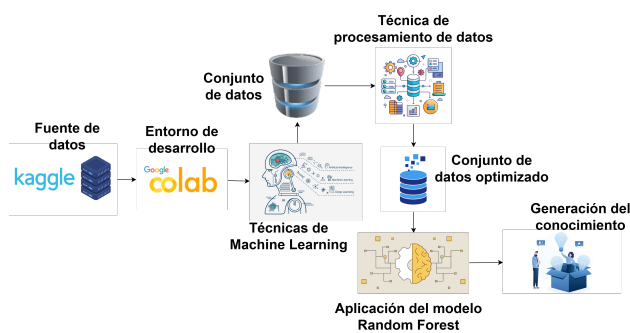 Fuente de
datos
kaggle
Entorno de
desarrollo
Google
colab
Técnicas de
Machine Learning
Conjunto
de datos
Técnica de
procesamiento de datos
Conjunto de
datos optimizado
Aplicación del modelo
Random Forest
Generación del
conocimiento